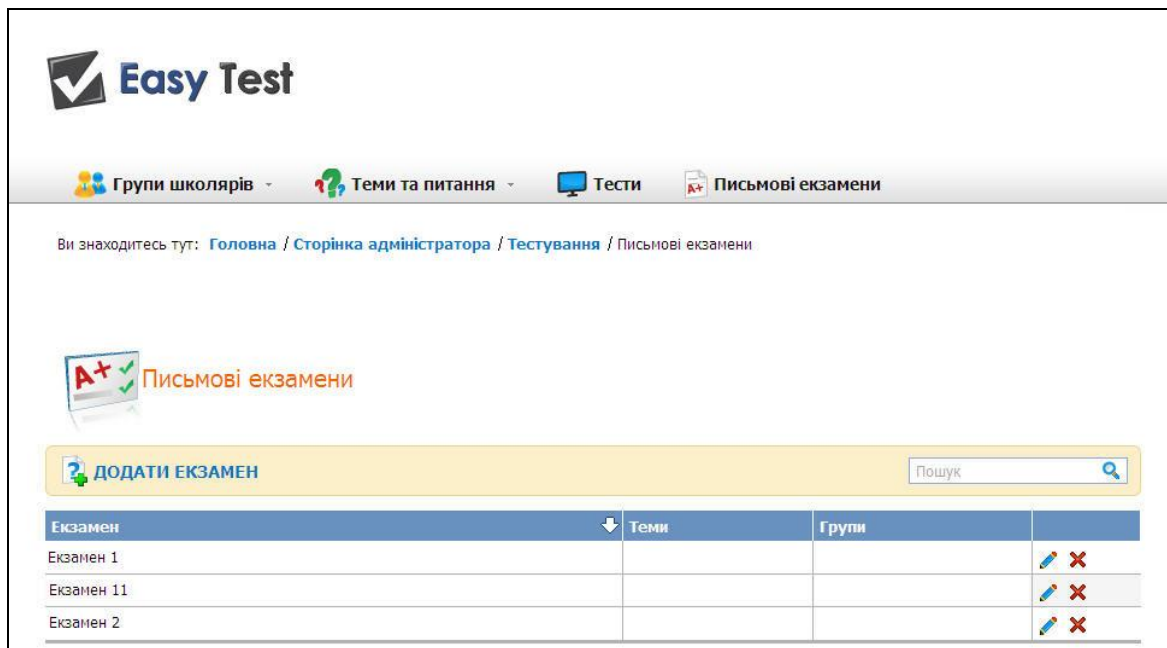 Easy Test
Групи школярів Теми та питання Тести A+ Письмові екзамени
Ви знаходитесь тут: Головна / Сторінка адміністратора / Тестування / Письмові екзамени
A+ Письмові екзамени
ДОДАТИ ЕКЗАМЕН Пошук
Екзамен Теми Групи
Екзамен 1
Екзамен 11
Екзамен 2